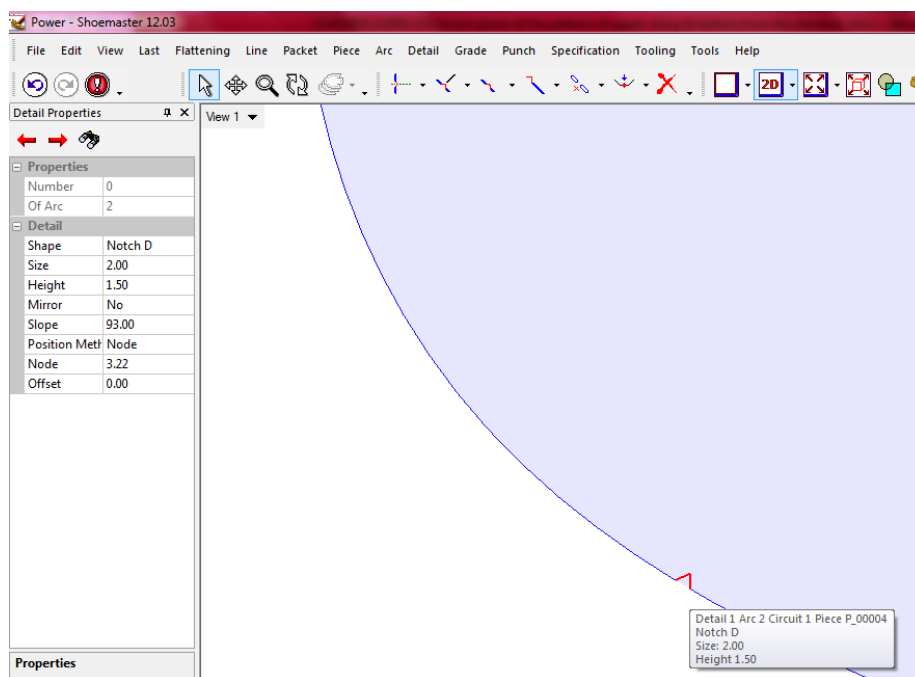 Power - Shoemaster 12.03
File Edit View Last Flattening Line Packet Piece Arc Detail Grade Punch Specification Tooling Tools Help
2D
Detail Properties
View 1
Properties
Number 0
Of Arc 2
Detail
Shape Notch D
Size 2.00
Height 1.50
Mirror No
Slope 93.00
Position Meth Node
Node 3.22
Offset 0.00
Detail 1 Arc 2 Circuit 1 Piece P_00004
Notch D
Size: 2.00
Height 1.50
Properties